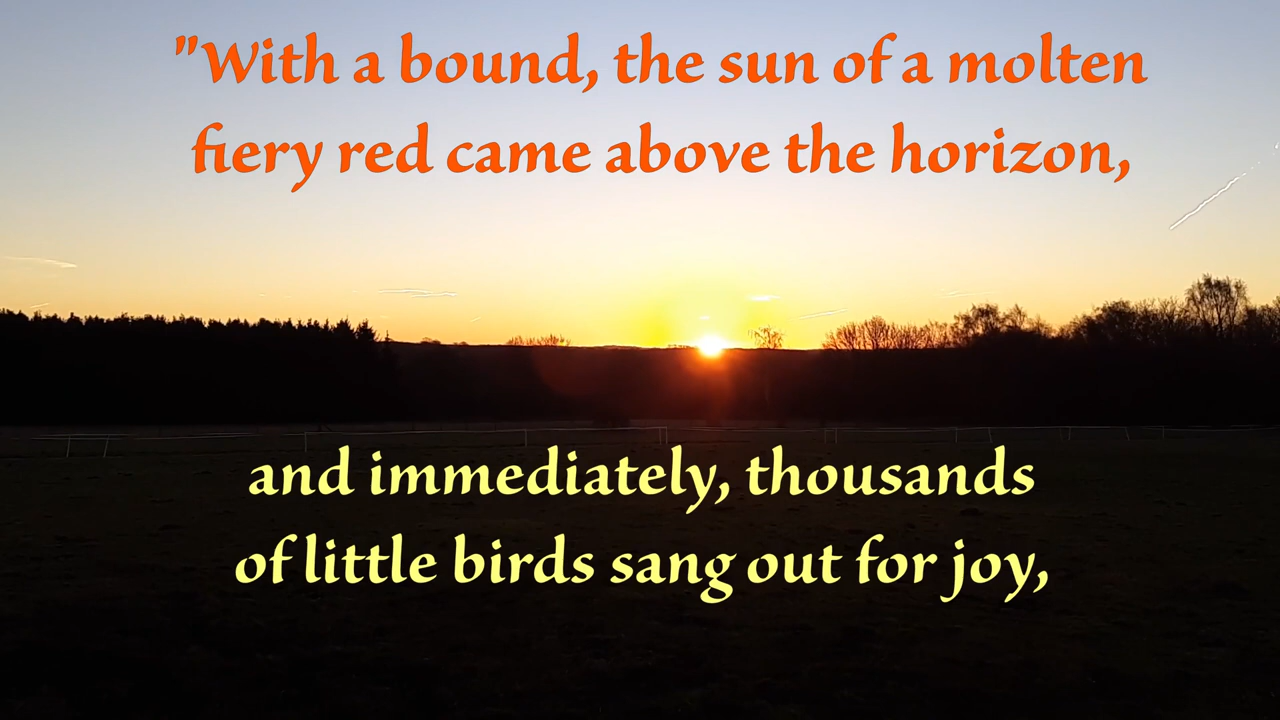 "With a bound, the sun of a molten
fiery red came above the horizon,
and immediately, thousands
of little birds sang out for joy,